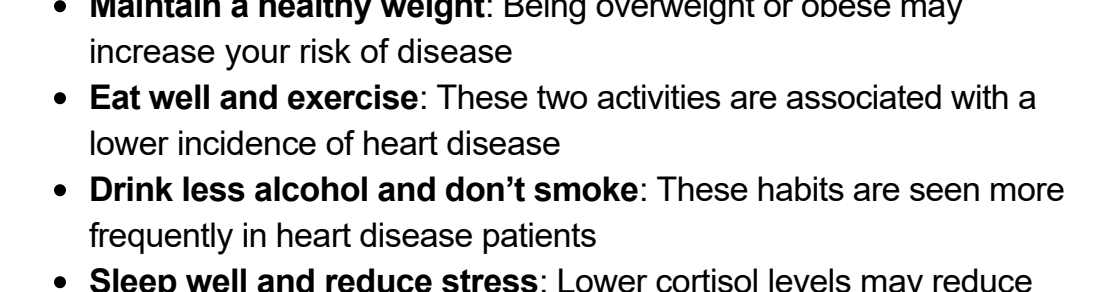 • Maintain a healthy weight: Being overweight or obese may
increase your risk of disease
• Eat well and exercise: These two activities are associated with a
lower incidence of heart disease
• Drink less alcohol and don’t smoke: These habits are seen more
frequently in heart disease patients
• Sleep well and reduce stress: Lower cortisol levels may reduce